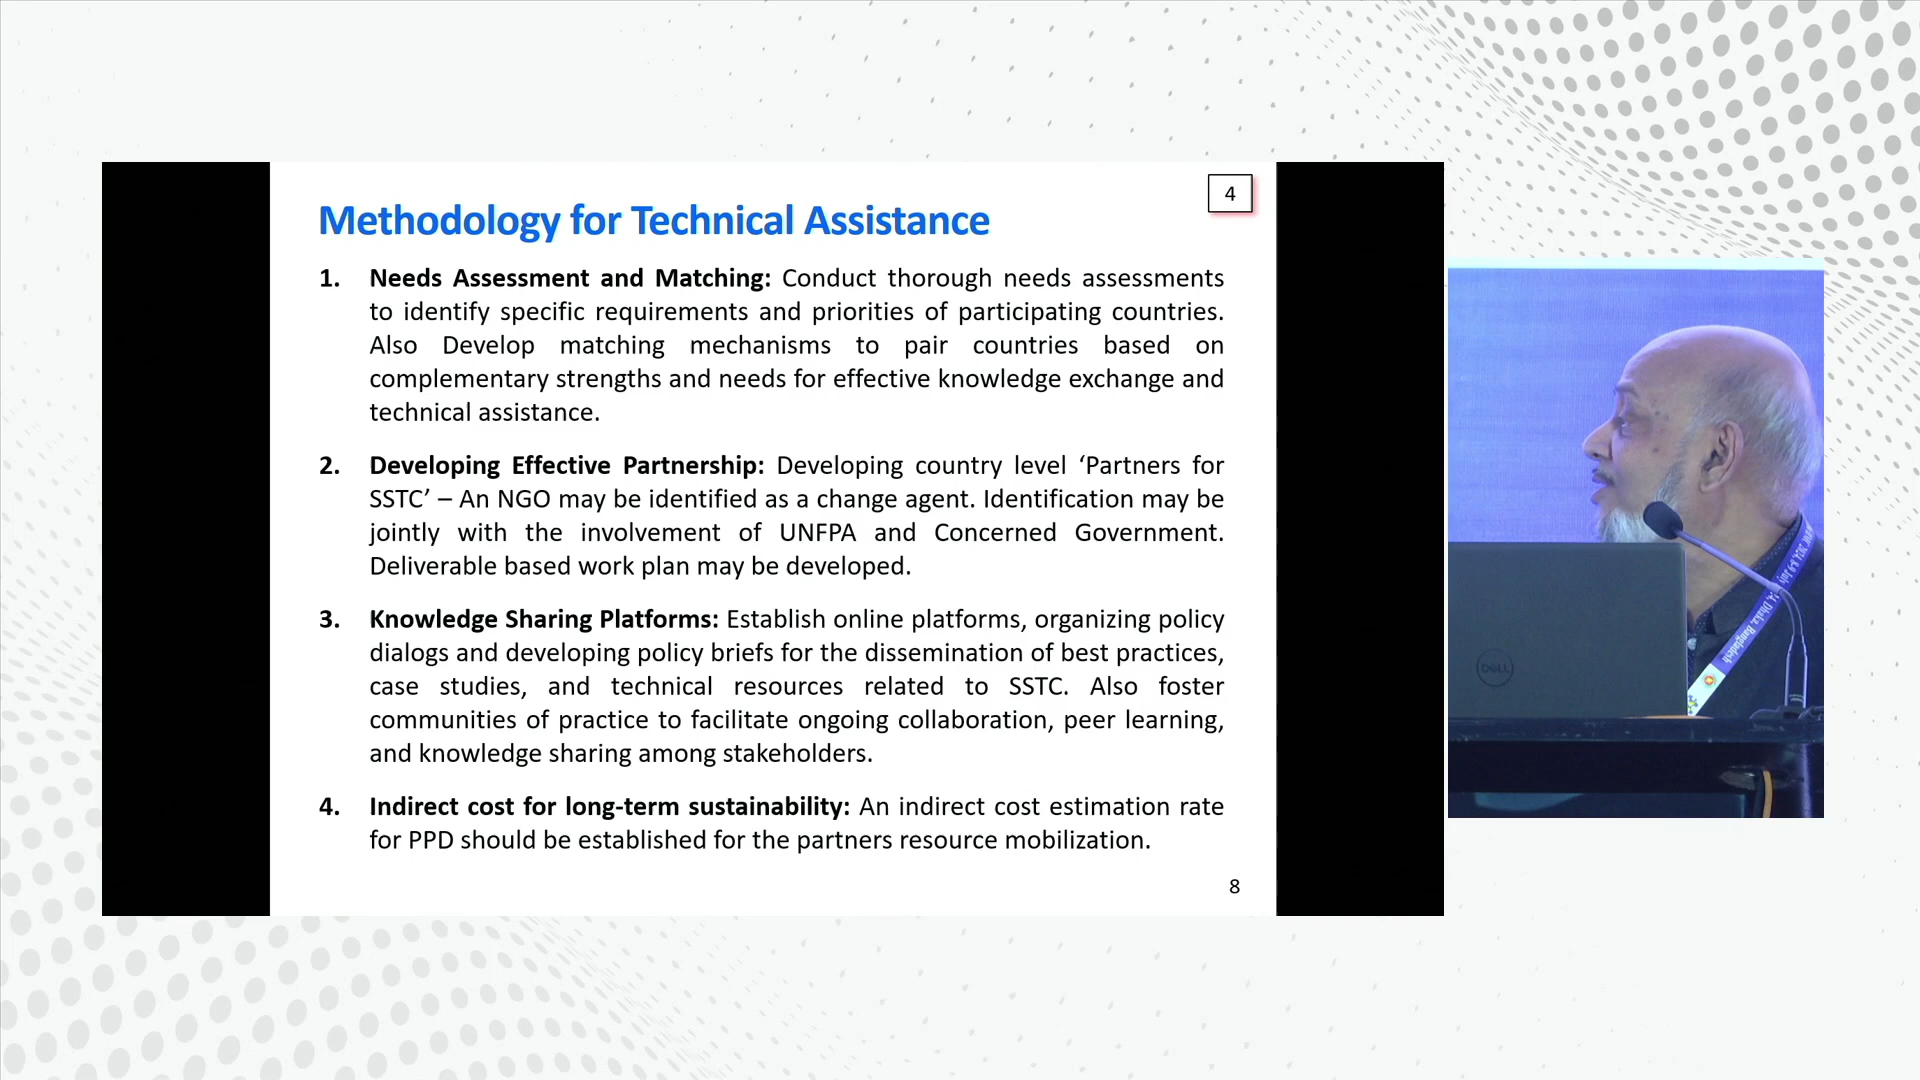 4
Methodology for Technical Assistance
1. Needs Assessment and Matching: Conduct thorough needs assessments
to identify specific requirements and priorities of participating countries.
Also Develop matching mechanisms to pair countries based on
complementary strengths and needs for effective knowledge exchange and
technical assistance.
2. Developing Effective Partnership: Developing country level ‘Partners for
SSTC’ – An NGO may be identified as a change agent. Identification may be
jointly with the involvement of UNFPA and Concerned Government.
Deliverable based work plan may be developed.
3. Knowledge Sharing Platforms: Establish online platforms, organizing policy
dialogs and developing policy briefs for the dissemination of best practices,
case studies, and technical resources related to SSTC. Also foster
communities of practice to facilitate ongoing collaboration, peer learning,
and knowledge sharing among stakeholders.
4. Indirect cost for long-term sustainability: An indirect cost estimation rate
for PPD should be established for the partners resource mobilization.
8
DELL
Dhaka, Bangladesh